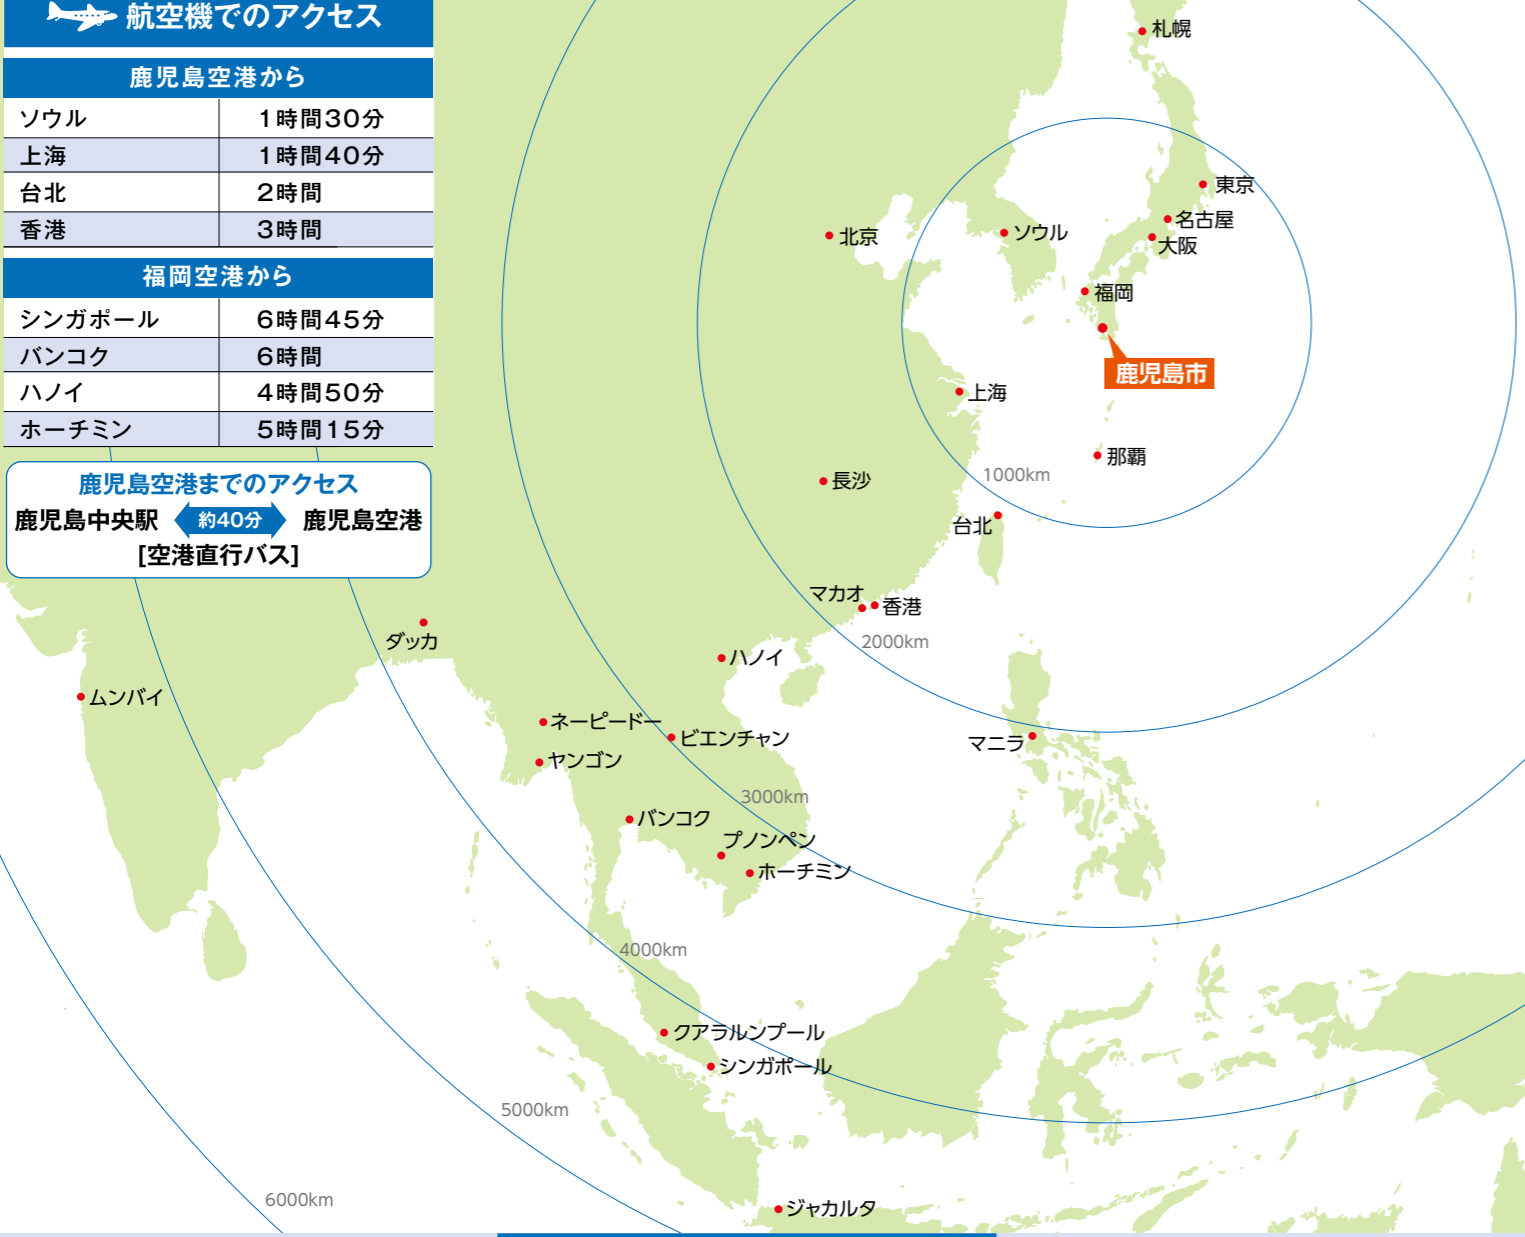 航空機でのアクセス
鹿児島空港から
ソウル 1時間30分
上海 1時間40分
台北 2時間
香港 3時間
福岡空港から
シンガポール 6時間45分
バンコク 6時間
ハノイ 4時間50分
ホーチミン 5時間15分
鹿児島空港までのアクセス
鹿児島中央駅 約40分 鹿児島空港
[空港直行バス]
札幌
東京
名古屋
大阪
北京
ソウル
福岡
鹿児島市
上海
那覇
1000km
長沙
台北
マカオ
香港
2000km
ダッカ
ハノイ
ムンバイ
ネーピードー
ビエンチャン
マニラ
ヤンゴン
3000km
バンコク
プノンペン
ホーチミン
4000km
クアラルンプール
シンガポール
5000km
6000km
ジャカルタ